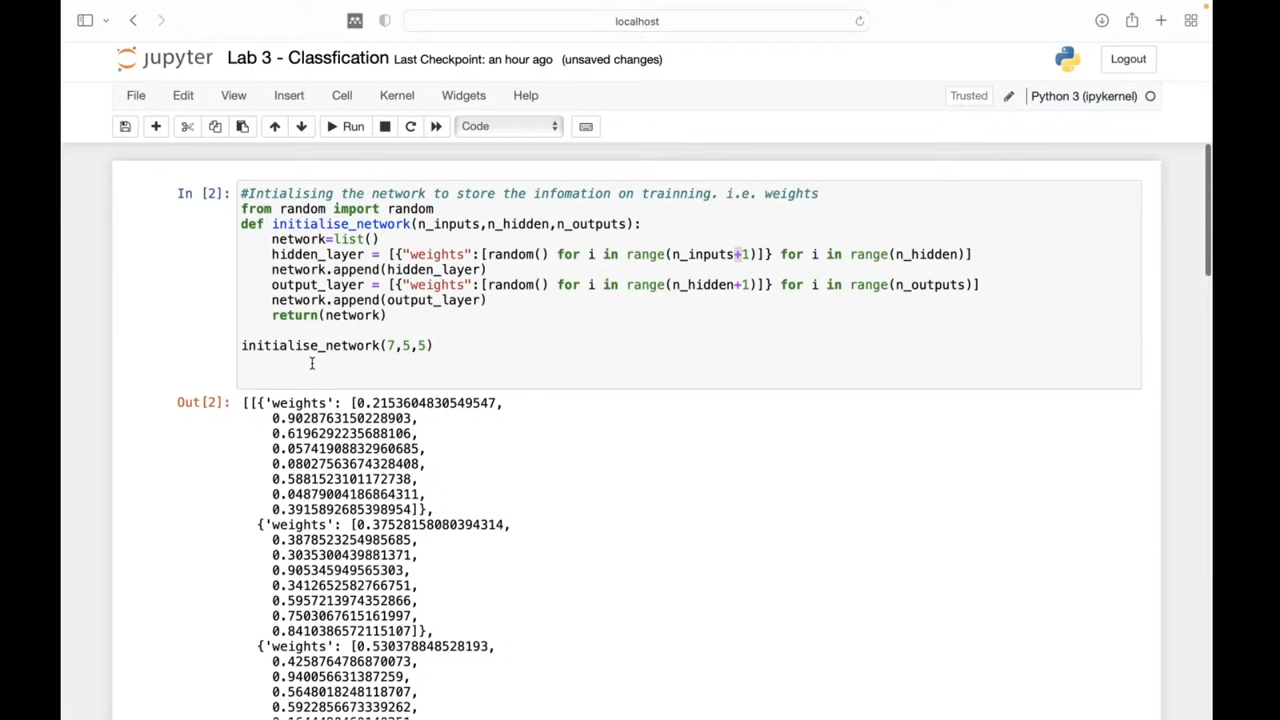 localhost
jupyter Lab 3 - Classfication Last Checkpoint: an hour ago (unsaved changes) Logout
File Edit View Insert Cell Kernel Widgets Help Trusted Python 3 (ipykernel)
Run Code
In [2]: #Intialising the network to store the infomation on trainning. i.e. weights
from random import random
def initialise_network(n_inputs,n_hidden,n_outputs):
network=list()
hidden_layer = [{"weights":[random() for i in range(n_inputs+1)]} for i in range(n_hidden)]
network.append(hidden_layer)
output_layer = [{"weights":[random() for i in range(n_hidden+1)]} for i in range(n_outputs)]
network.append(output_layer)
return(network)
initialise_network(7,5,5)
Out[2]: [[{'weights': [0.2153604830549547,
0.9028763150228903,
0.6196292235688106,
0.05741908832960685,
0.08027563674328408,
0.5881523101172738,
0.04879004186864311,
0.3915892685398954]},
{'weights': [0.37528158080394314,
0.3878523254985685,
0.3035300439881371,
0.905345949565303,
0.3412652582766751,
0.5957213974352866,
0.7503067615161997,
0.8410386572115107]},
{'weights': [0.530378848528193,
0.4258764786870073,
0.940056631387259,
0.5648018248118707,
0.5922856673339262,